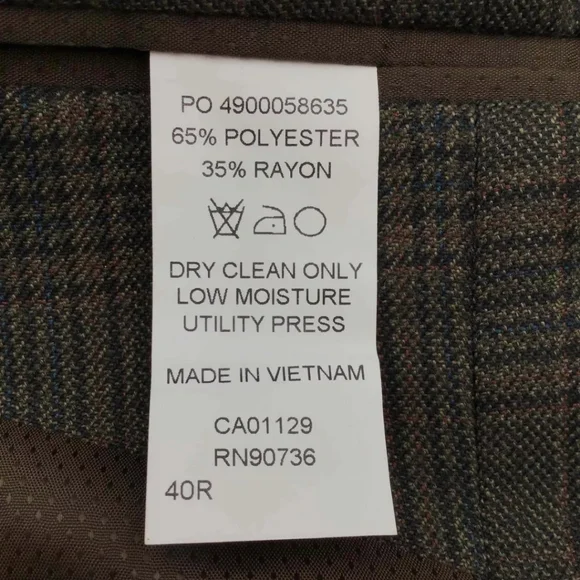 PO 4900058635
65% POLYESTER
35% RAYON
DRY CLEAN ONLY
LOW MOISTURE
UTILITY PRESS
MADE IN VIETNAM
CA01129
RN90736
40R